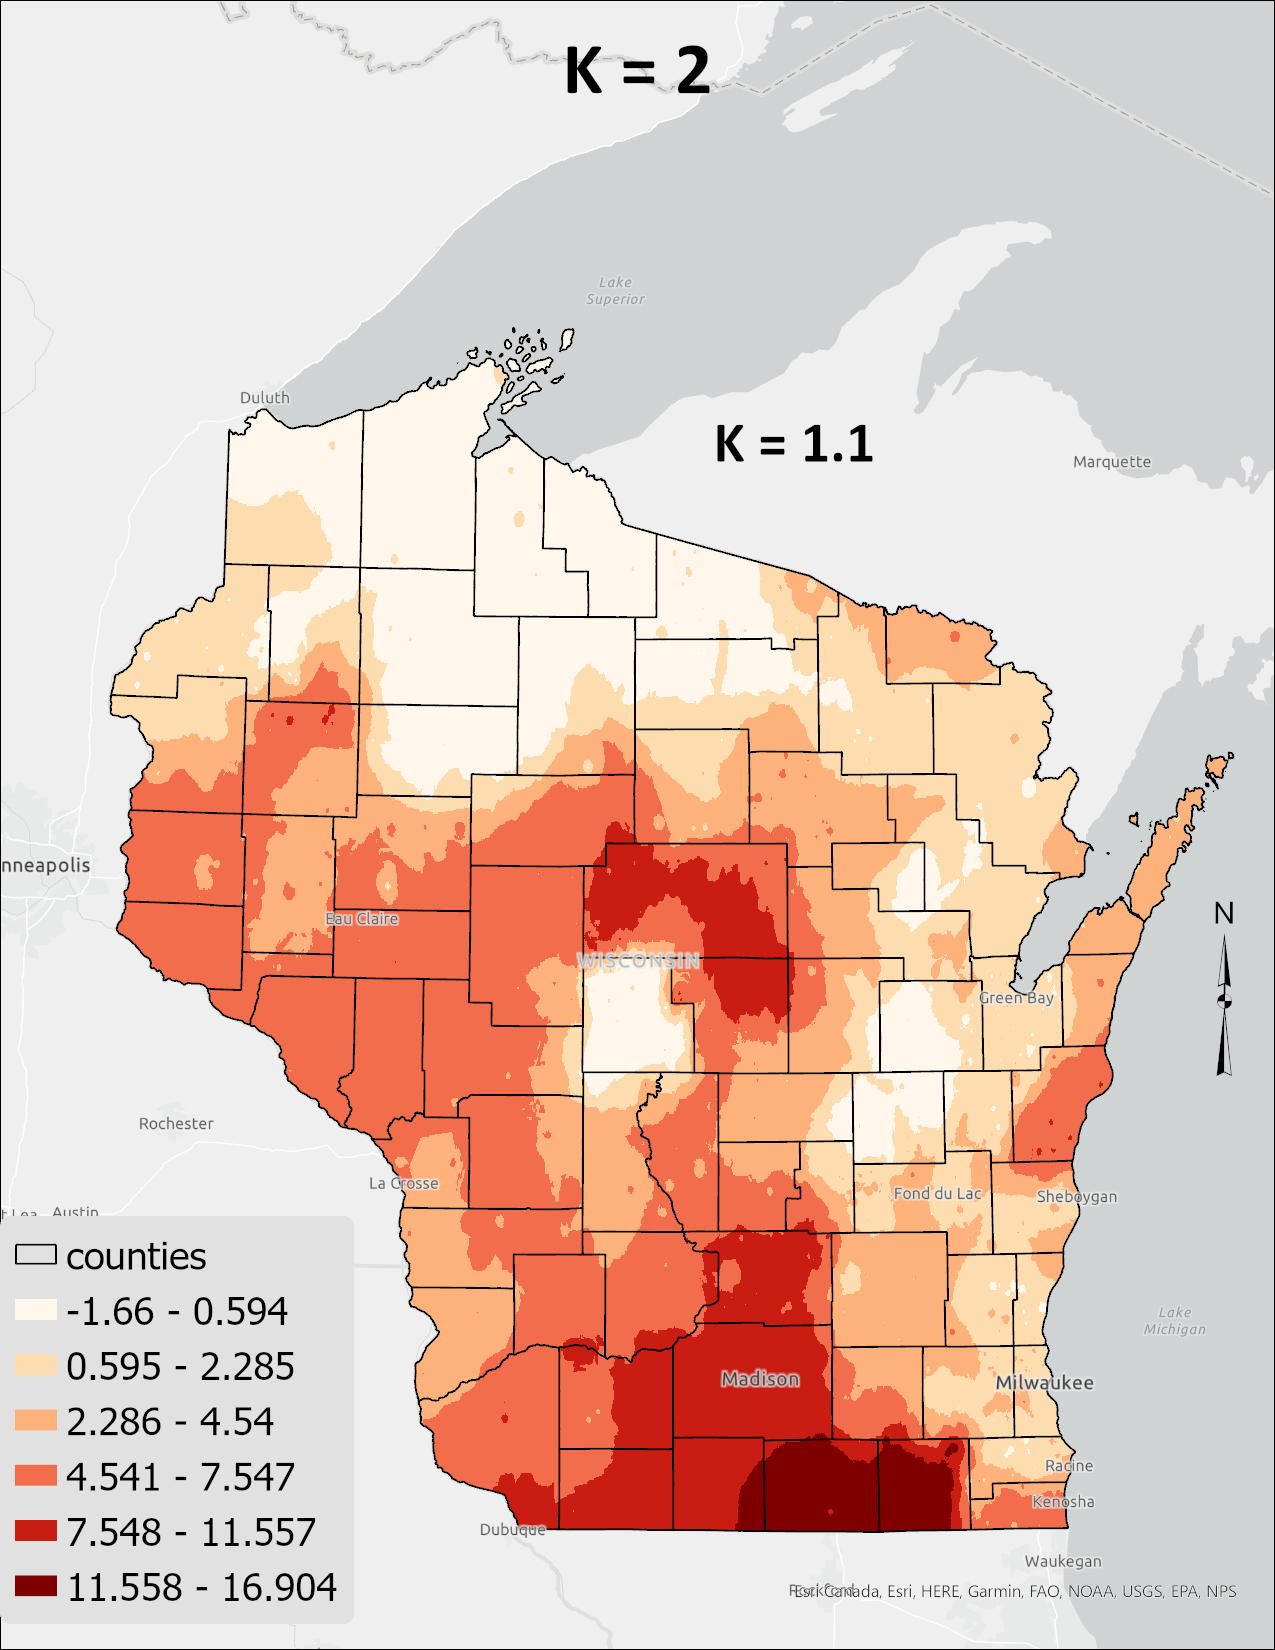 K = 2
Lake
Superior
Duluth
K = 1.1
Marquette
nneapolis
Eau Claire
N
WISCONSIN
Green Bay
Rochester
La Crosse
Fond du Lac
Sheboygan
t Lea
Austin
counties
-1.66 - 0.594
0.595 - 2.285
2.286 - 4.54
4.541 - 7.547
7.548 - 11.557
11.558 - 16.904
Lake
Michigan
Madison
Milwaukee
Racine
Kenosha
Dubuque
Waukegan
Rockford
Esri Canada, Esri, HERE, Garmin, FAO, NOAA, USGS, EPA, NPS